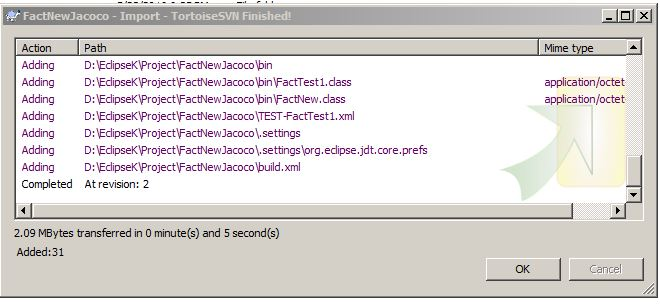 FactNewJacoco - Import - TortoiseSVN Finished!
Action Path Mime type
Adding D:\EclipseK\Project\FactNewJacoco\bin
Adding D:\EclipseK\Project\FactNewJacoco\bin\FactTest1.class application/octet
Adding D:\EclipseK\Project\FactNewJacoco\bin\FactNew.class application/octet
Adding D:\EclipseK\Project\FactNewJacoco\TEST-FactTest1.xml
Adding D:\EclipseK\Project\FactNewJacoco\.settings
Adding D:\EclipseK\Project\FactNewJacoco\.settings\org.eclipse.jdt.core.prefs
Adding D:\EclipseK\Project\FactNewJacoco\build.xml
Completed At revision: 2
2.09 MBytes transferred in 0 minute(s) and 5 second(s)
Added:31
OK Cancel